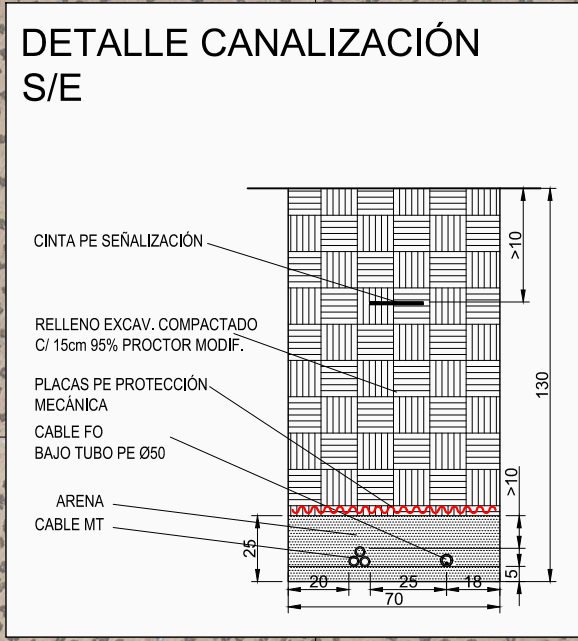 DETALLE CANALIZACIÓN
S/E
CINTA PE SEÑALIZACIÓN
>10
RELLENO EXCAV. COMPACTADO
C/ 15cm 95% PROCTOR MODIF.
130
PLACAS PE PROTECCIÓN
MECÁNICA
CABLE FO
BAJO TUBO PE Ø50
>10
ARENA
CABLE MT
25
20
25
18
5
70